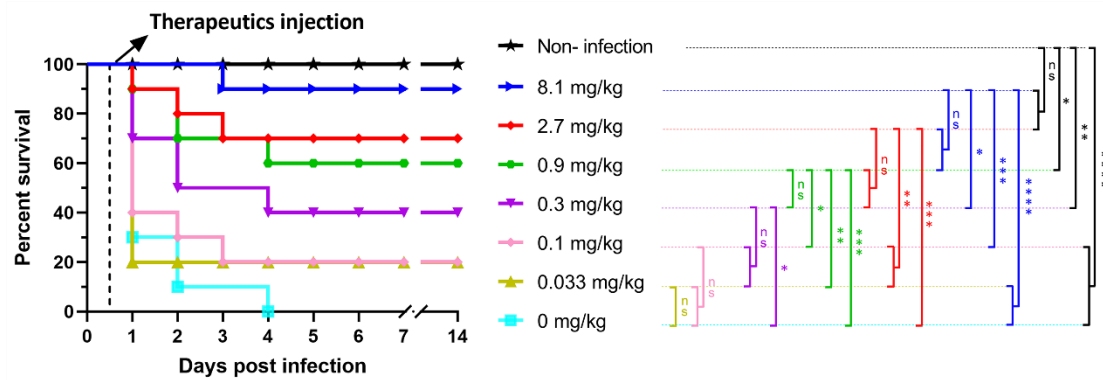 Therapeutics injection
100
80
60
40
20
0
Percent survival
0 1 2 3 4 5 6 7 14
Days post infection
Non- infection
8.1 mg/kg
2.7 mg/kg
0.9 mg/kg
0.3 mg/kg
0.1 mg/kg
0.033 mg/kg
0 mg/kg
ns
ns
ns
*
ns
*
**
***
ns
**
***
ns
*
***
****
ns
*
**
****